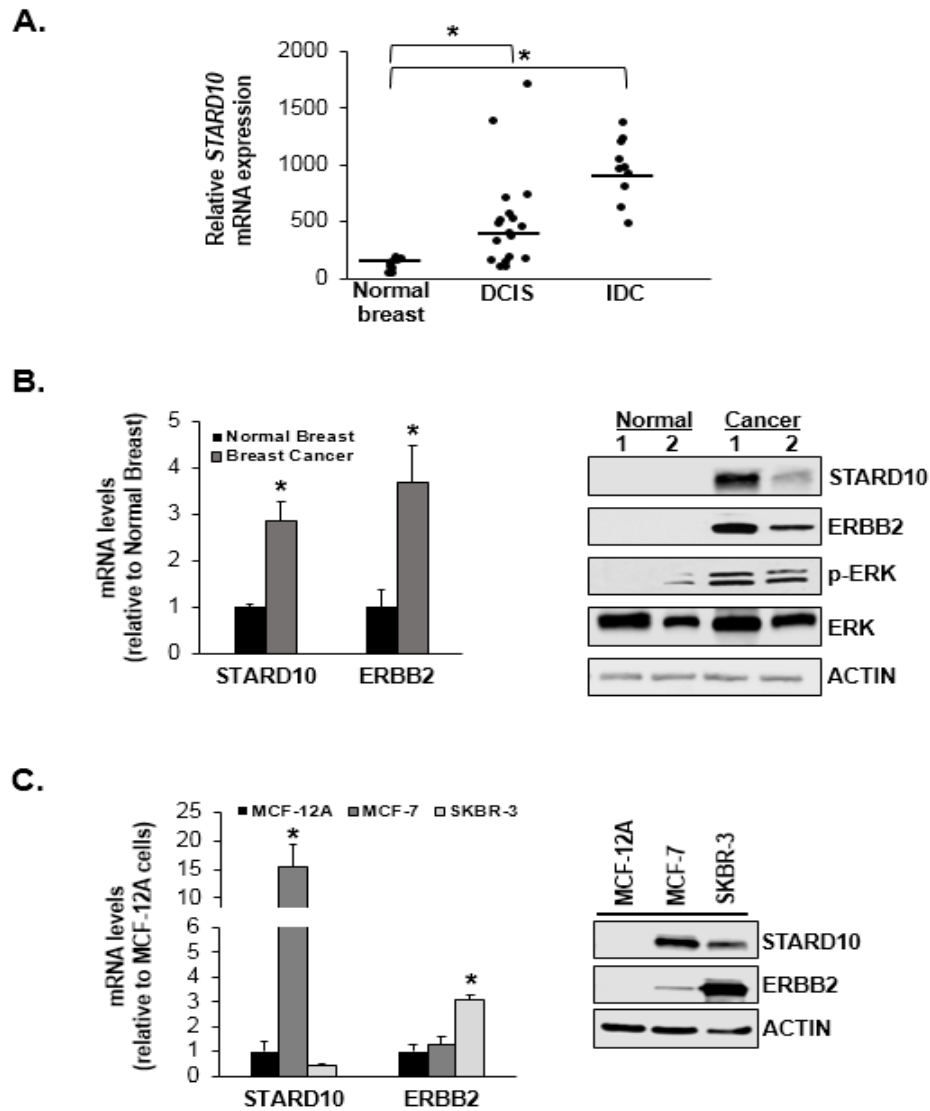 A.
Relative STARD10
mRNA expression
2000
1500
1000
500
0
*
*
Normal
breast
DCIS
IDC
B.
mRNA levels
(relative to Normal Breast)
5
4
3
2
1
0
Normal Breast
Breast Cancer
*
*
STARD10
ERBB2
Normal
Cancer
1 2 1 2
STARD10
ERBB2
p-ERK
ERK
ACTIN
C.
mRNA levels
(relative to MCF-12A cells)
25
20
15
10
6
5
4
3
2
1
0
MCF-12A MCF-7 SKBR-3
*
*
STARD10
ERBB2
MCF-12A
MCF-7
SKBR-3
STARD10
ERBB2
ACTIN